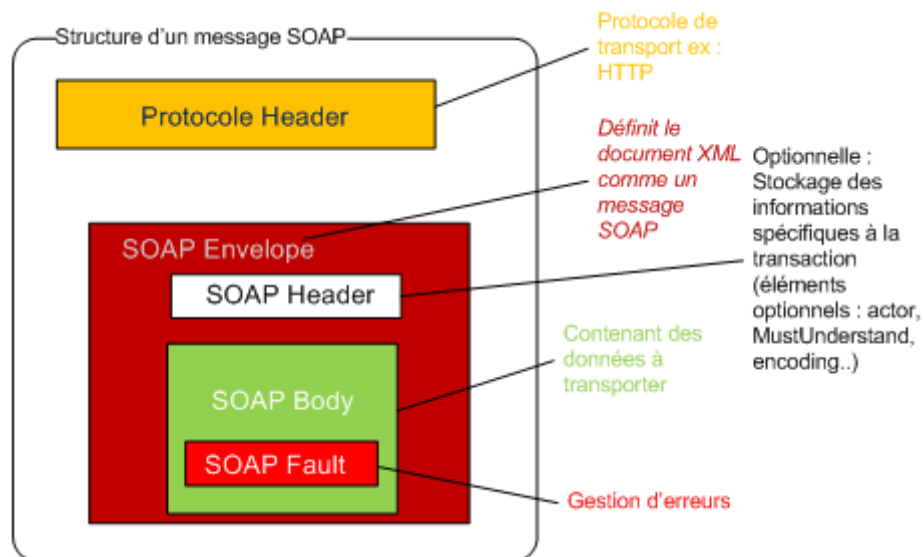 Structure d'un message SOAP
Protocole de
transport ex :
HTTP
Protocole Header
Définit le
document XML
comme un
message
SOAP
Optionnelle :
Stockage des
informations
spécifiques à la
transaction
(éléments
optionnels : actor,
MustUnderstand,
encoding..)
SOAP Envelope
SOAP Header
Contenant des
données à
transporter
SOAP Body
SOAP Fault
Gestion d'erreurs